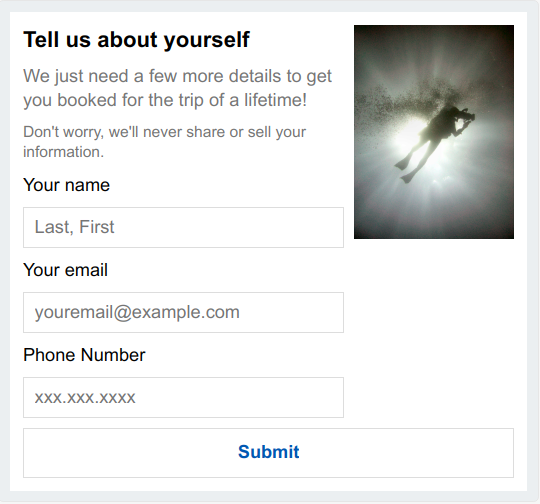 Tell us about yourself
We just need a few more details to get
you booked for the trip of a lifetime!
Don't worry, we'll never share or sell your
information.
Your name
Last, First
Your email
youremail@example.com
Phone Number
xxx.xxx.xxxx
Submit